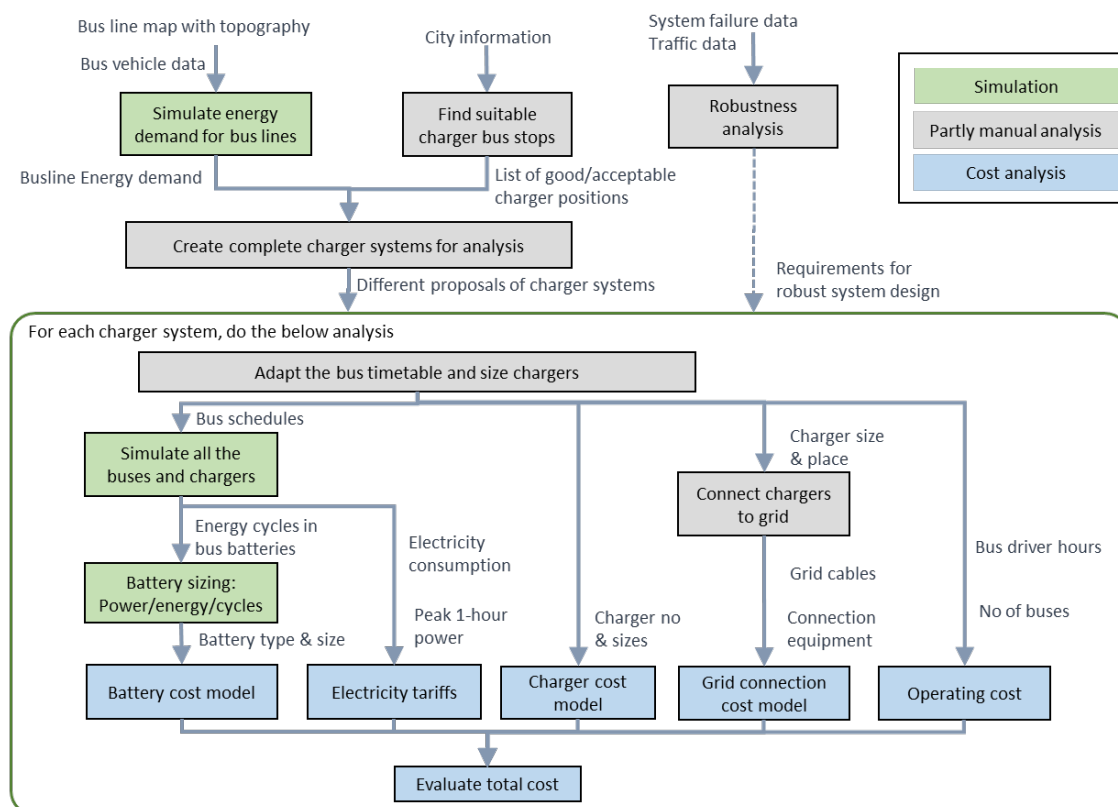 Bus line map with topography
Bus vehicle data
City information
System failure data
Traffic data
Simulation
Partly manual analysis
Cost analysis
Simulate energy
demand for bus lines
Find suitable
charger bus stops
Robustness
analysis
Busline Energy demand
List of good/acceptable
charger positions
Create complete charger systems for analysis
Different proposals of charger systems
Requirements for
robust system design
For each charger system, do the below analysis
Adapt the bus timetable and size chargers
Bus schedules
Simulate all the
buses and chargers
Charger size
& place
Connect chargers
to grid
Energy cycles in
bus batteries
Electricity
consumption
Bus driver hours
Battery sizing:
Power/energy/cycles
Grid cables
Peak 1-hour
power
Charger no
& sizes
Connection
equipment
No of buses
Battery type & size
Battery cost model
Electricity tariffs
Charger cost
model
Grid connection
cost model
Operating cost
Evaluate total cost